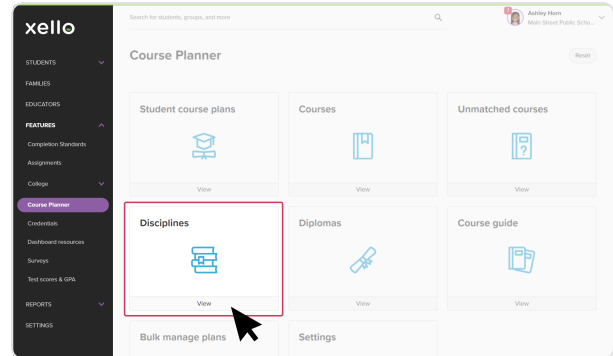 xello
Search for students, groups, and more
Ashley Horn
Main Street Public Scho...
STUDENTS
FAMILIES
EDUCATORS
FEATURES
Completion Standards
Assignments
College
Course Planner
Credentials
Dashboard resources
Surveys
Test scores & GPA
REPORTS
SETTINGS
Course Planner
Reset
Student course plans
View
Courses
View
Unmatched courses
?
View
Disciplines
View
Diplomas
View
Course guide
View
Bulk manage plans
Settings